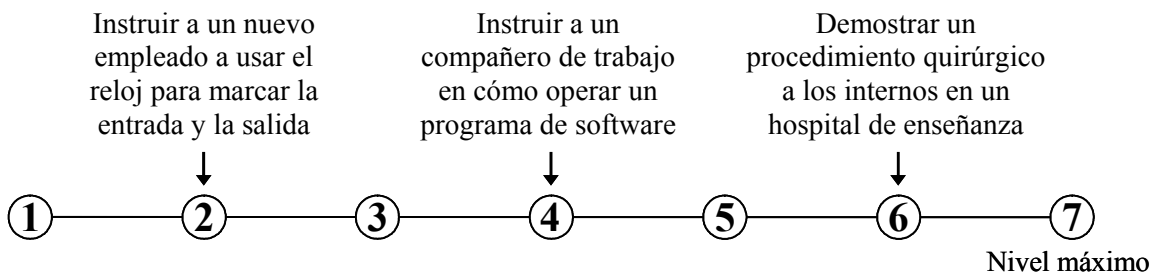 Instruir a un nuevo
empleado a usar el
reloj para marcar la
entrada y la salida
Instruir a un
compañero de trabajo
en cómo operar un
programa de software
Demostrar un
procedimiento quirúrgico
a los internos en un
hospital de enseñanza
1 2 3 4 5 6 7
Nivel máximo